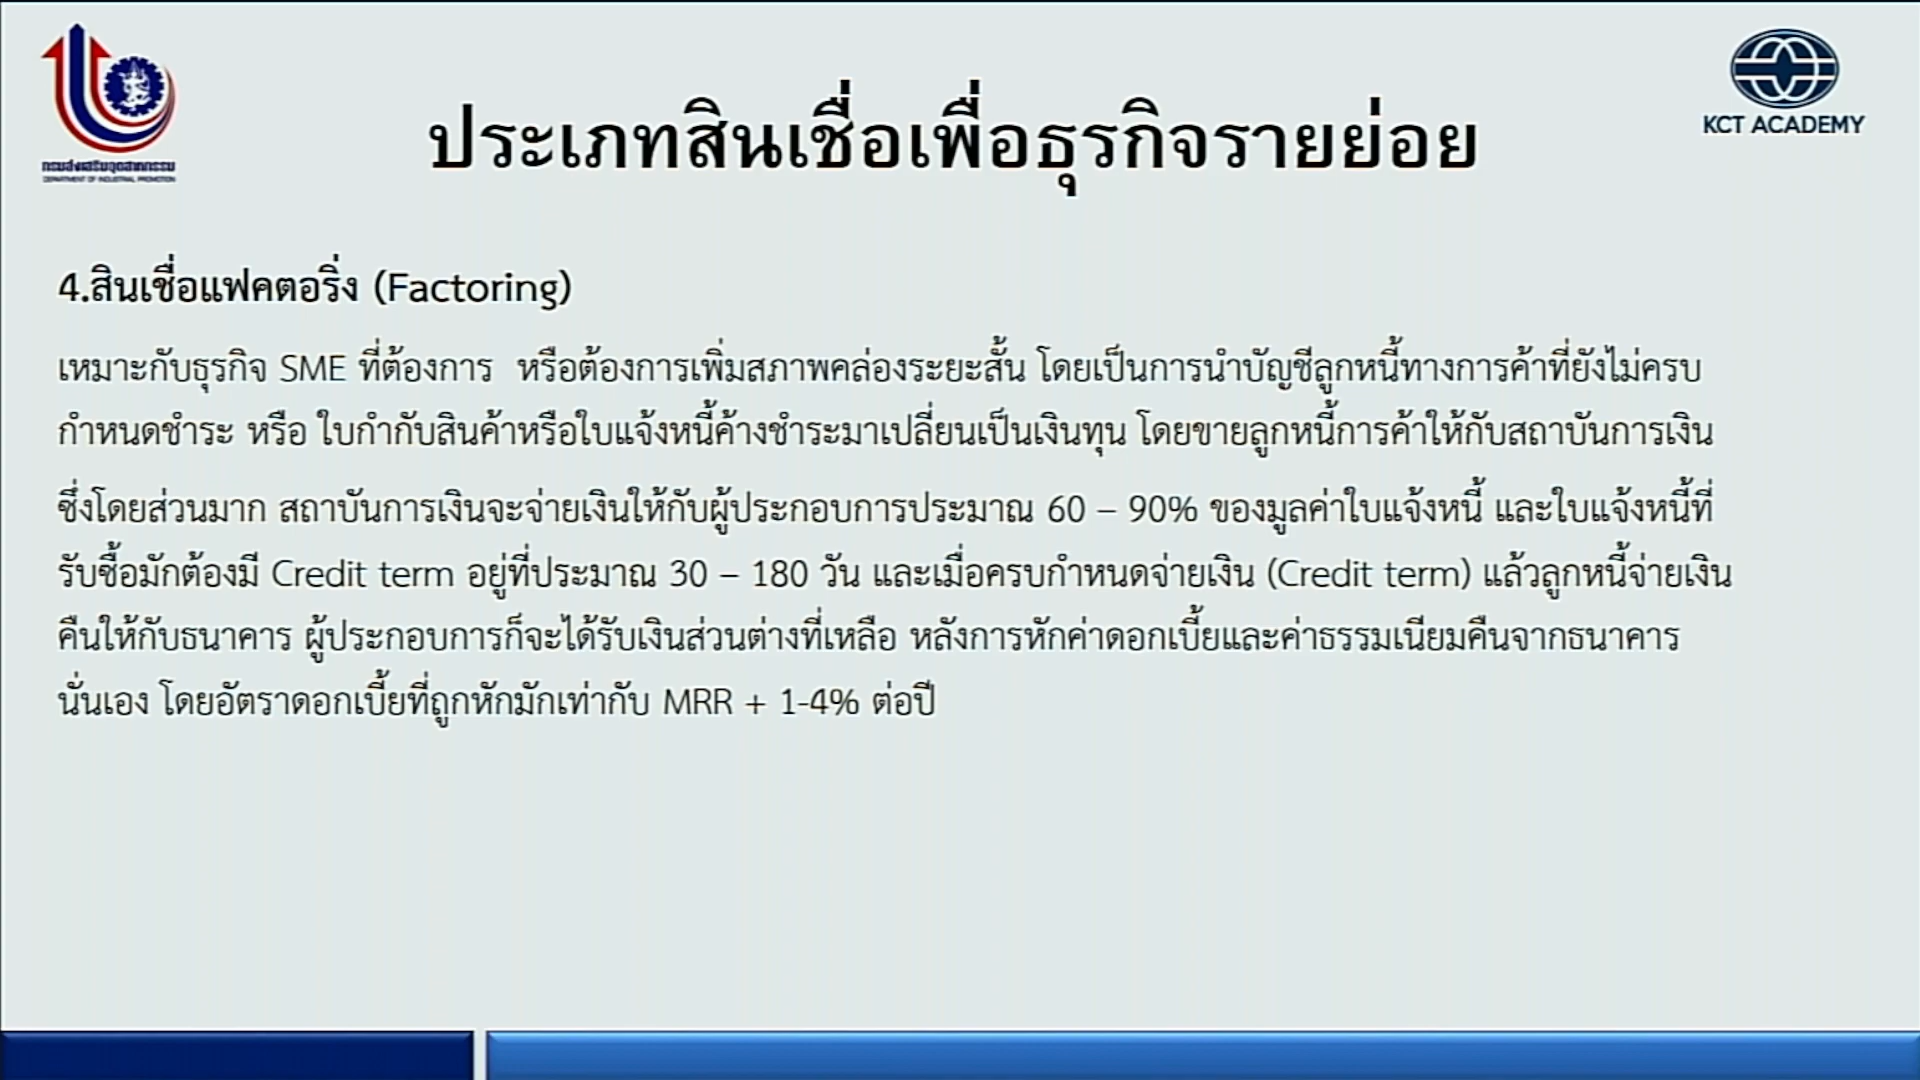 กรมส่งเสริมอุตสาหกรรม
DEPARTMENT OF INDUSTRIAL PROMOTION
KCT ACADEMY
ประเภทสินเชื่อเพื่อธุรกิจรายย่อย
4.สินเชื่อแฟคตอริ่ง (Factoring)
เหมาะกับธุรกิจ SME ที่ต้องการ  หรือต้องการเพิ่มสภาพคล่องระยะสั้น โดยเป็นการนำบัญชีลูกหนี้ทางการค้าที่ยังไม่ครบ
กำหนดชำระ หรือ ใบกำกับสินค้าหรือใบแจ้งหนี้ค้างชำระมาเปลี่ยนเป็นเงินทุน โดยขายลูกหนี้การค้าให้กับสถาบันการเงิน
ซึ่งโดยส่วนมาก สถาบันการเงินจะจ่ายเงินให้กับผู้ประกอบการประมาณ 60 – 90% ของมูลค่าใบแจ้งหนี้ และใบแจ้งหนี้ที่
รับซื้อมักต้องมี Credit term อยู่ที่ประมาณ 30 – 180 วัน และเมื่อครบกำหนดจ่ายเงิน (Credit term) แล้วลูกหนี้จ่ายเงิน
คืนให้กับธนาคาร ผู้ประกอบการก็จะได้รับเงินส่วนต่างที่เหลือ หลังการหักค่าดอกเบี้ยและค่าธรรมเนียมคืนจากธนาคาร
นั่นเอง โดยอัตราดอกเบี้ยที่ถูกหักมักเท่ากับ MRR + 1-4% ต่อปี